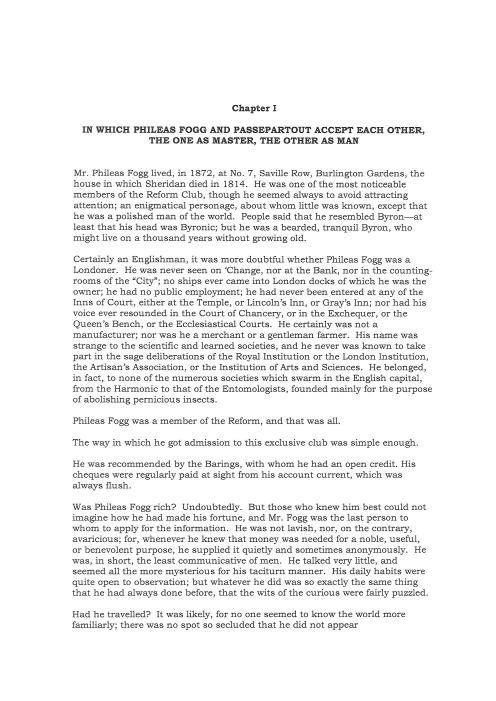 Chapter I
IN WHICH PHILEAS FOGG AND PASSEPARTOUT ACCEPT EACH OTHER,
THE ONE AS MASTER, THE OTHER AS MAN
Mr. Phileas Fogg lived, in 1872, at No. 7, Saville Row, Burlington Gardens, the
house in which Sheridan died in 1814.  He was one of the most noticeable
members of the Reform Club, though he seemed always to avoid attracting
attention; an enigmatical personage, about whom little was known, except that
he was a polished man of the world.  People said that he resembled Byron—at
least that his head was Byronic; but he was a bearded, tranquil Byron, who
might live on a thousand years without growing old.
Certainly an Englishman, it was more doubtful whether Phileas Fogg was a
Londoner.  He was never seen on 'Change, nor at the Bank, nor in the counting-
rooms of the "City"; no ships ever came into London docks of which he was the
owner; he had no public employment; he had never been entered at any of the
Inns of Court, either at the Temple, or Lincoln's Inn, or Gray's Inn; nor had his
voice ever resounded in the Court of Chancery, or in the Exchequer, or the
Queen's Bench, or the Ecclesiastical Courts.  He certainly was not a
manufacturer; nor was he a merchant or a gentleman farmer.  His name was
strange to the scientific and learned societies, and he never was known to take
part in the sage deliberations of the Royal Institution or the London Institution,
the Artisan's Association, or the Institution of Arts and Sciences.  He belonged,
in fact, to none of the numerous societies which swarm in the English capital,
from the Harmonic to that of the Entomologists, founded mainly for the purpose
of abolishing pernicious insects.
Phileas Fogg was a member of the Reform, and that was all.
The way in which he got admission to this exclusive club was simple enough.
He was recommended by the Barings, with whom he had an open credit. His
cheques were regularly paid at sight from his account current, which was
always flush.
Was Phileas Fogg rich?  Undoubtedly.  But those who knew him best could not
imagine how he had made his fortune, and Mr. Fogg was the last person to
whom to apply for the information.  He was not lavish, nor, on the contrary,
avaricious; for, whenever he knew that money was needed for a noble, useful,
or benevolent purpose, he supplied it quietly and sometimes anonymously.  He
was, in short, the least communicative of men.  He talked very little, and
seemed all the more mysterious for his taciturn manner.  His daily habits were
quite open to observation; but whatever he did was so exactly the same thing
that he had always done before, that the wits of the curious were fairly puzzled.
Had he travelled?  It was likely, for no one seemed to know the world more
familiarly; there was no spot so secluded that he did not appear